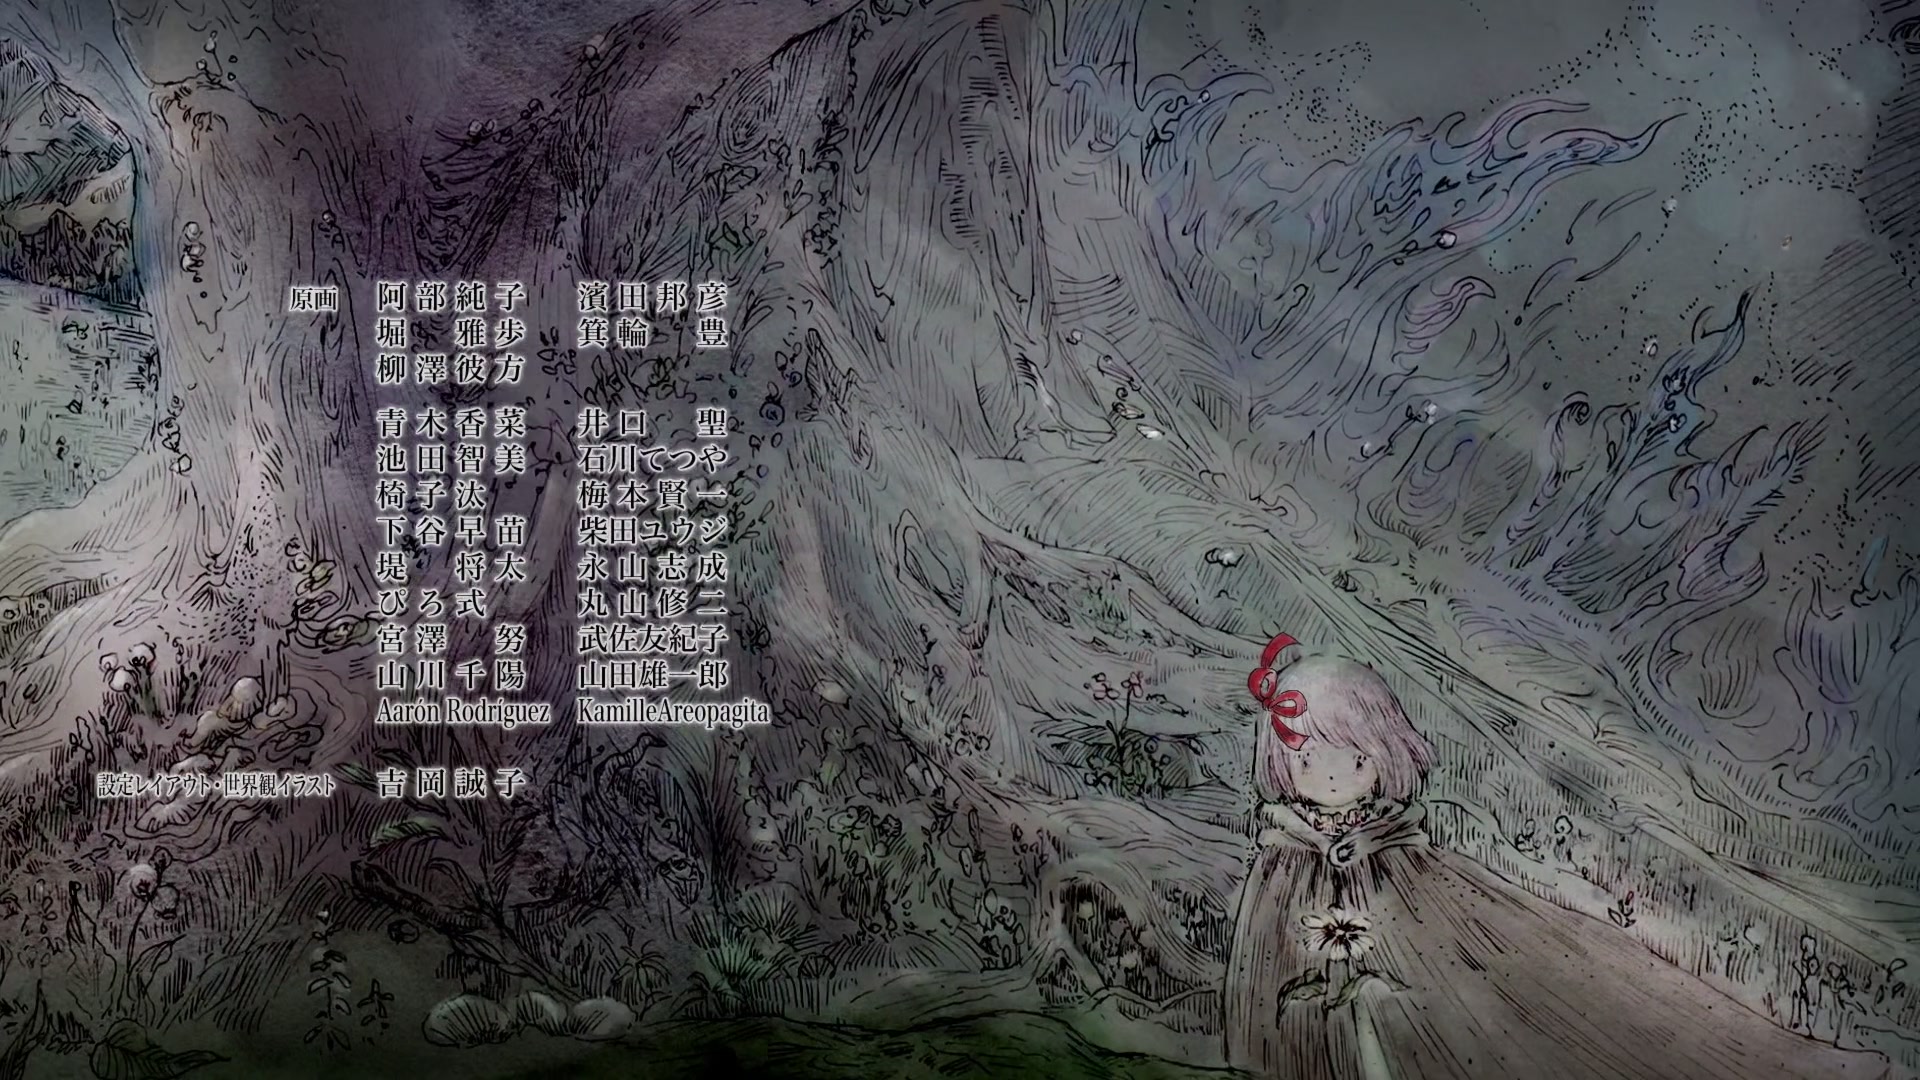 原画 阿部純子 濱田邦彦
堀 雅歩 箕輪 豊
柳澤彼方
青木香菜 井口 聖
池田智美 石川てつや
椅子汰 梅本賢一
下谷早苗 柴田ユウジ
堤 将太 永山志成
ぴろ式 丸山修二
宮澤 努 武佐友紀子
山川千陽 山田雄一郎
Aarón Rodríguez KamilleAreopagita
設定レイアウト・世界観イラスト 吉岡誠子